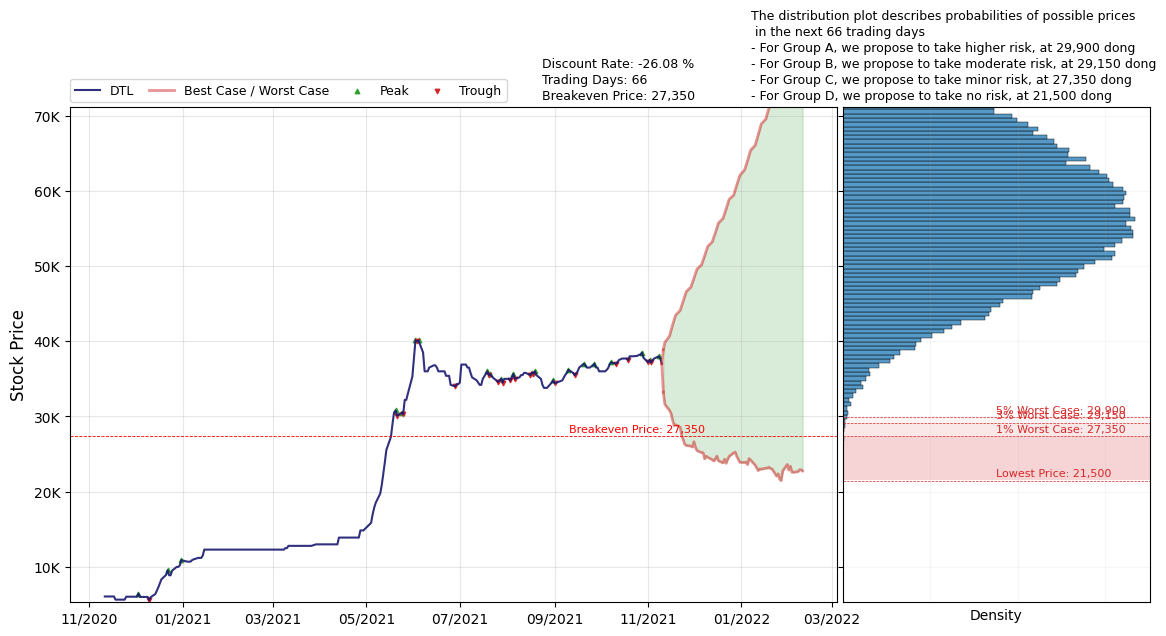 The distribution plot describes probabilities of possible prices
in the next 66 trading days
- For Group A, we propose to take higher risk, at 29,900 dong
- For Group B, we propose to take moderate risk, at 29,150 dong
- For Group C, we propose to take minor risk, at 27,350 dong
- For Group D, we propose to take no risk, at 21,500 dong
Discount Rate: -26.08 %
Trading Days: 66
Breakeven Price: 27,350
DTL Best Case / Worst Case Peak Trough
Stock Price
70K
60K
50K
40K
30K
20K
10K
Breakeven Price: 27,350
5% Worst Case: 29,900
3% Worst Case: 29,150
1% Worst Case: 27,350
Lowest Price: 21,500
11/2020 01/2021 03/2021 05/2021 07/2021 09/2021 11/2021 01/2022 03/2022
Density